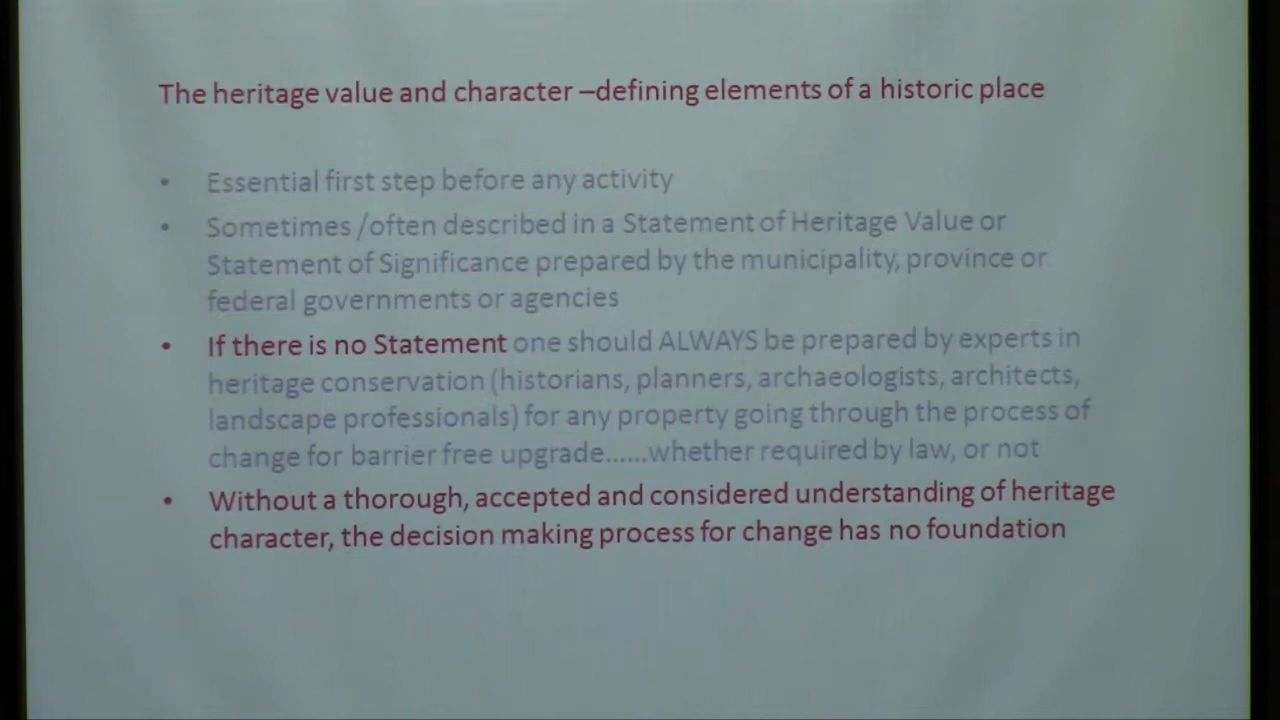 The heritage value and character –defining elements of a historic place
• Essential first step before any activity
• Sometimes /often described in a Statement of Heritage Value or
Statement of Significance prepared by the municipality, province or
federal governments or agencies
• If there is no Statement one should ALWAYS be prepared by experts in
heritage conservation (historians, planners, archaeologists, architects,
landscape professionals) for any property going through the process of
change for barrier free upgrade......whether required by law, or not
• Without a thorough, accepted and considered understanding of heritage
character, the decision making process for change has no foundation